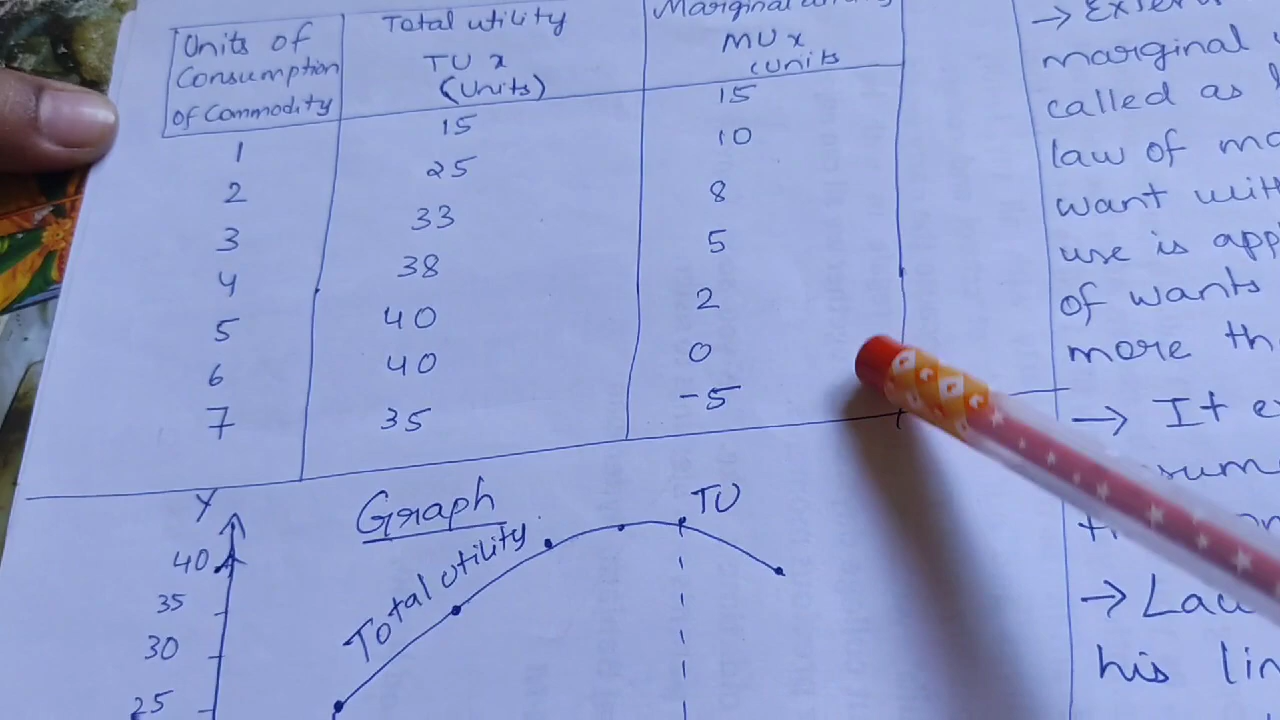 Units of Consumption of Commodity | Total utility TU x (Units) | Marginal MU x (Units
1 | 15 | 15
2 | 25 | 10
3 | 33 | 8
4 | 38 | 5
5 | 40 | 2
6 | 40 | 0
7 | 35 | -5
Graph
Y
TU
Total utility
40
35
30
25
→
marginal
called as
law of
want
use is
of wants
more
→ It
→
his